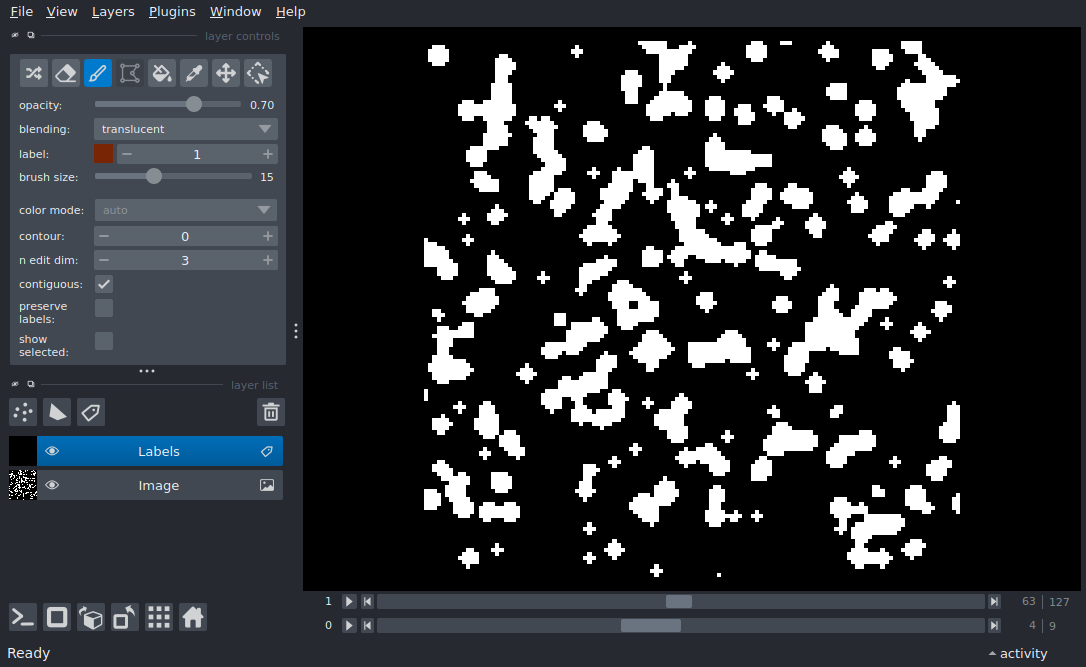 File View Layers Plugins Window Help
layer controls
opacity: 0.70
blending: translucent
label: 1
brush size: 15
color mode: auto
contour: 0
n edit dim: 3
contiguous:
preserve
labels:
show
selected:
layer list
Labels
Image
1 63 127
0 4 9
Ready activity